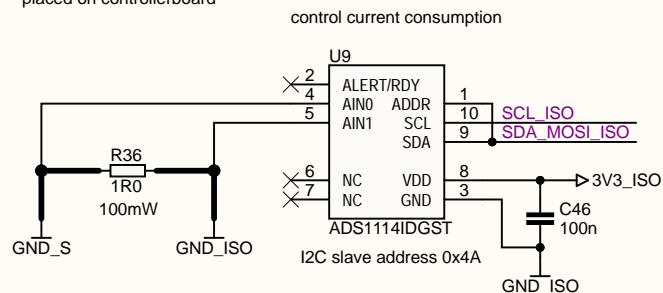 placed on controllerboard
control current consumption
U9
2 ALERT/RDY
4 AIN0 ADDR 1
5 AIN1 SCL 10 SCL_ISO
SDA 9 SDA_MOSI_ISO
R36
1R0
100mW
6 NC VDD 8 3V3_ISO
7 NC GND 3
C46
100n
ADS1114IDGST
GND_S
GND_ISO
I2C slave address 0x4A
GND_ISO